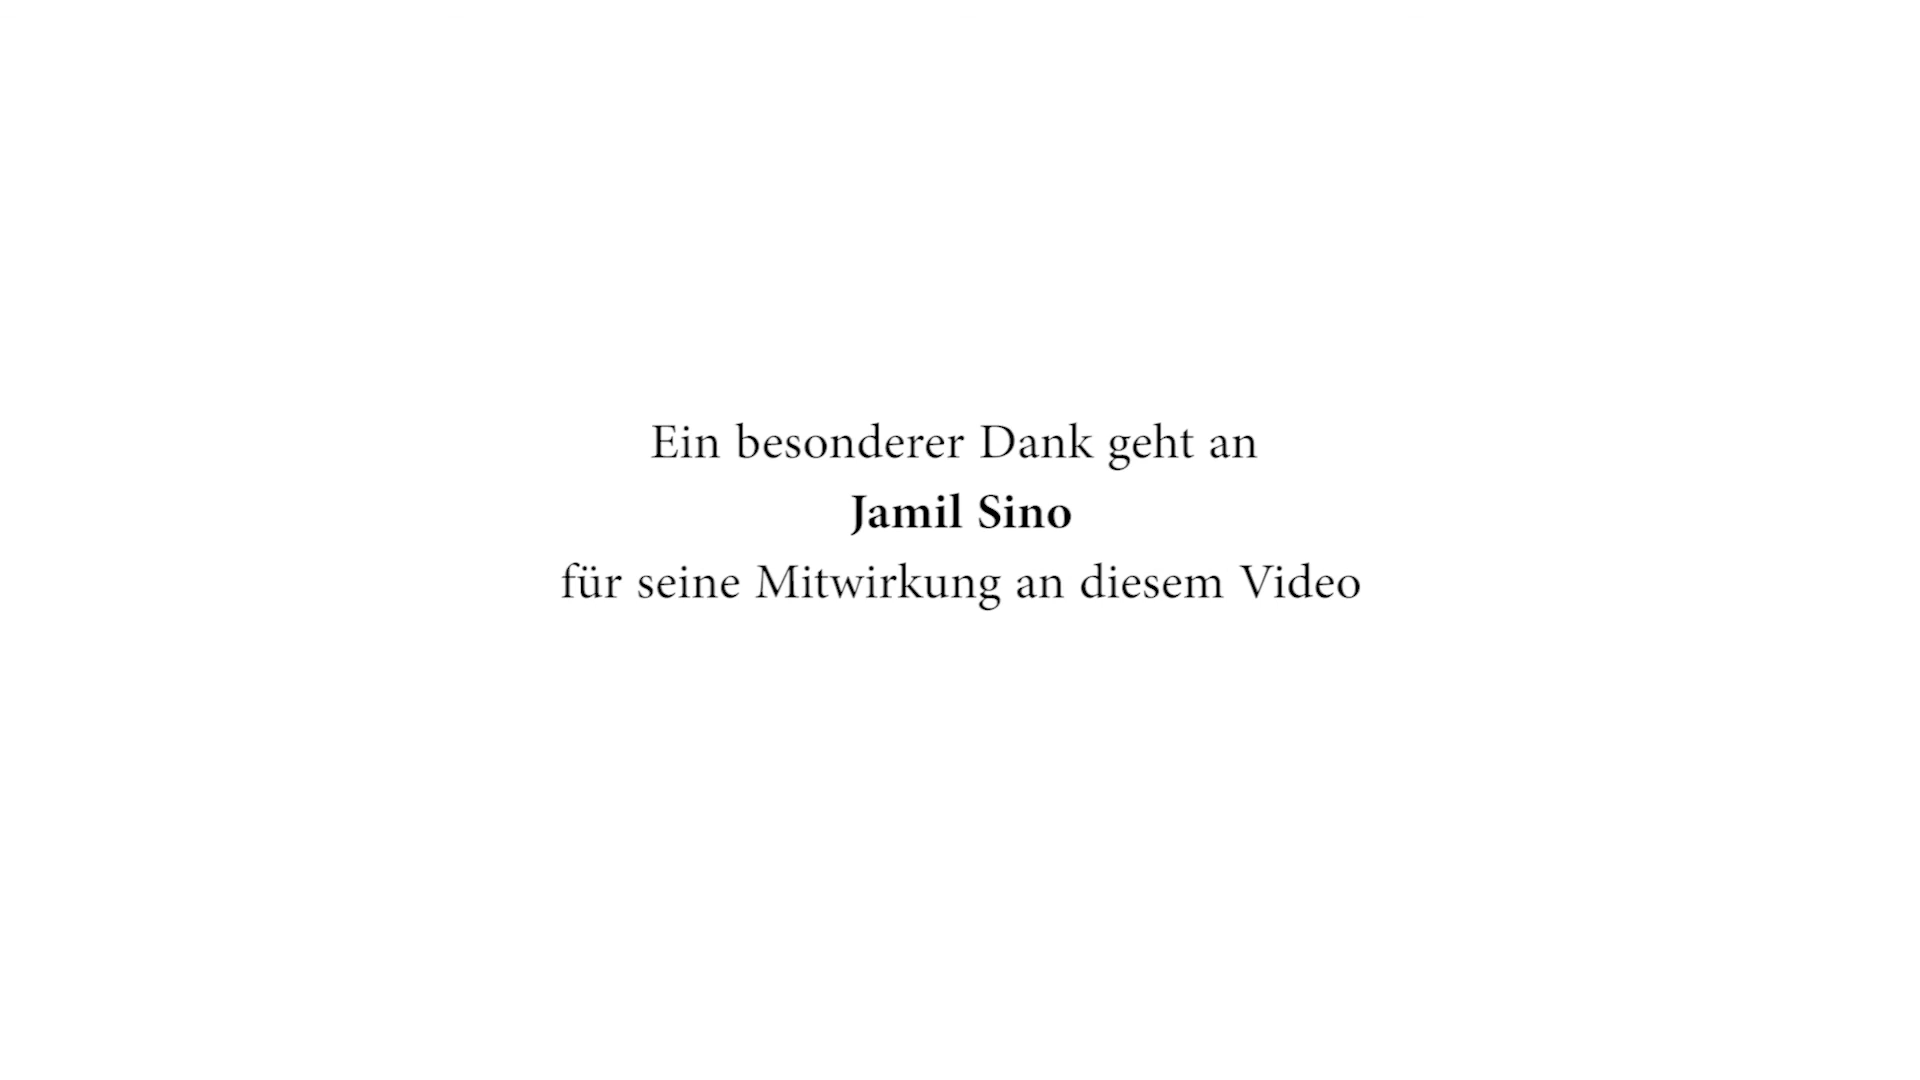 Ein besonderer Dank geht an
Jamil Sino
für seine Mitwirkung an diesem Video